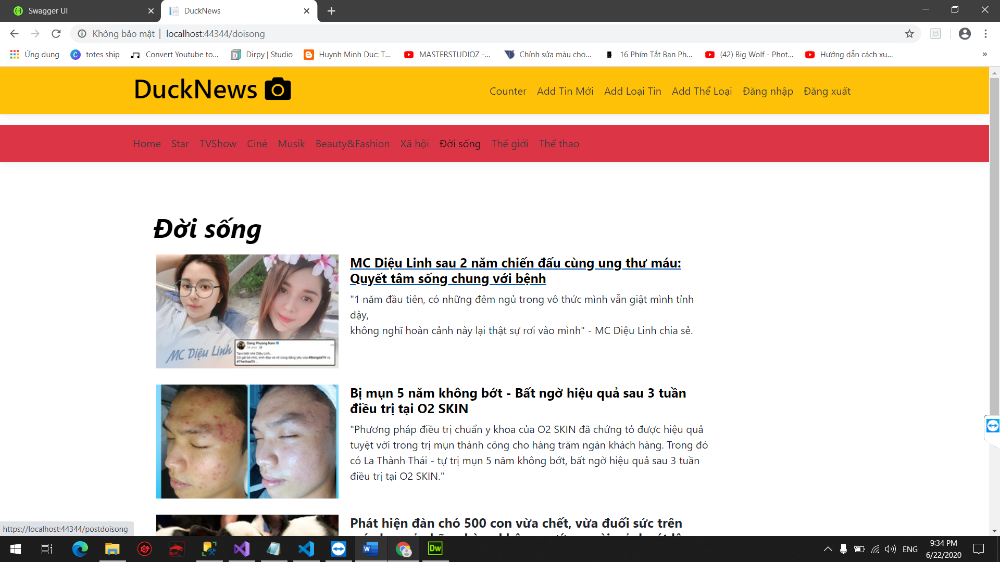 Swagger UI
DuckNews
Không bảo mật | localhost:44344/doisong
Ứng dụng
totes ship
Convert Youtube to...
Dirpy | Studio
Huynh Minh Duc: T...
MASTERSTUDIOZ -...
Chỉnh sửa màu cho...
16 Phím Tắt Bạn Ph...
(42) Big Wolf - Phot...
Hướng dẫn cách xu...
»
DuckNews
Counter Add Tin Mới Add Loại Tin Add Thể Loại Đăng nhập Đăng xuất
Home Star TVShow Ciné Musik Beauty&Fashion Xã hội Đời sống Thế giới Thể thao
Đời sống
MC Diệu Linh sau 2 năm chiến đấu cùng ung thư máu:
Quyết tâm sống chung với bệnh
"1 năm đầu tiên, có những đêm ngủ trong vô thức mình vẫn giật mình tỉnh
dậy,
không nghĩ hoàn cảnh này lại thật sự rơi vào mình" - MC Diệu Linh chia sẻ.
MC Diệu Linh
Dang Phuong Nam
Tạm biệt nhé Diệu Linh..
Cô gái bé nhỏ, xinh đẹp và vô cùng đáng yêu của #BongdaTV vs
#ThethaoTV ..
Bị mụn 5 năm không bớt - Bất ngờ hiệu quả sau 3 tuần
điều trị tại O2 SKIN
"Phương pháp điều trị chuẩn y khoa của O2 SKIN đã chứng tỏ được hiệu quả
tuyệt vời trong trị mụn thành công cho hàng trăm ngàn khách hàng. Trong đó
có La Thành Thái - tự trị mụn 5 năm không bớt, bất ngờ hiệu quả sau 3 tuần
điều trị tại O2 SKIN."
Phát hiện đàn chó 500 con vừa chết, vừa đuối sức trên
https://localhost:44344/postdoisong
Dw
ENG
9:34 PM
6/22/2020